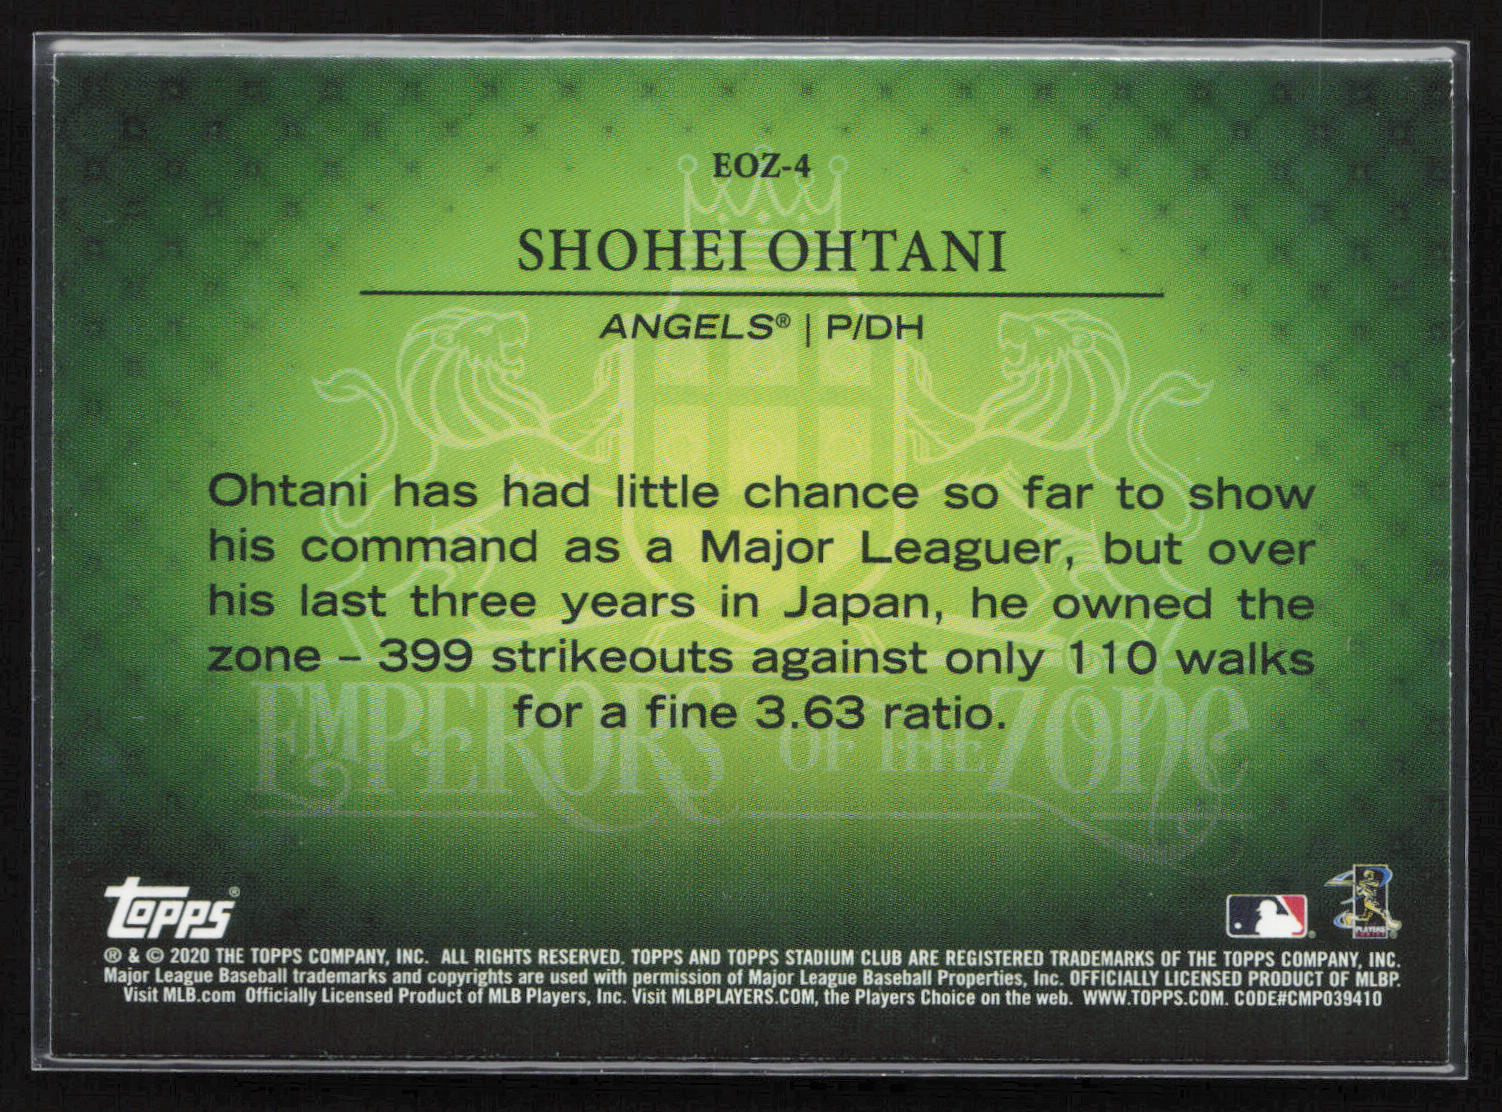 EOZ-4
SHOHEI OHTANI
ANGELS® | P/DH
Ohtani has had little chance so far to show
his command as a Major Leaguer, but over
his last three years in Japan, he owned the
zone – 399 strikeouts against only 110 walks
for a fine 3.63 ratio.
EMPERORS OF THE ZONE
Topps®
PLAYERS CHOICE
® & © 2020 THE TOPPS COMPANY, INC. ALL RIGHTS RESERVED. TOPPS AND TOPPS STADIUM CLUB ARE REGISTERED TRADEMARKS OF THE TOPPS COMPANY, INC.
Major League Baseball trademarks and copyrights are used with permission of Major League Baseball Properties, Inc. OFFICIALLY LICENSED PRODUCT OF MLBP.
Visit MLB.com Officially Licensed Product of MLB Players, Inc. Visit MLBPLAYERS.COM, the Players Choice on the web. WWW.TOPPS.COM. CODE#CMP039410